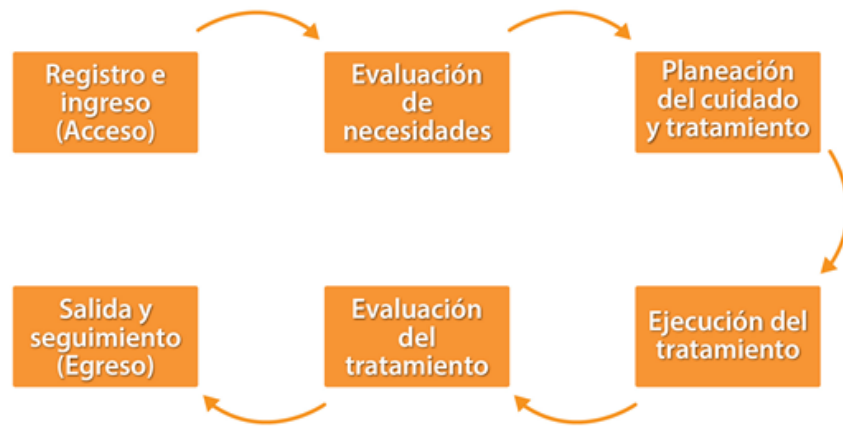 Registro e
ingreso
(Acceso)
Evaluación
de
necesidades
Planeación
del cuidado
y tratamiento
Ejecución del
tratamiento
Evaluación
del
tratamiento
Salida y
seguimiento
(Egreso)